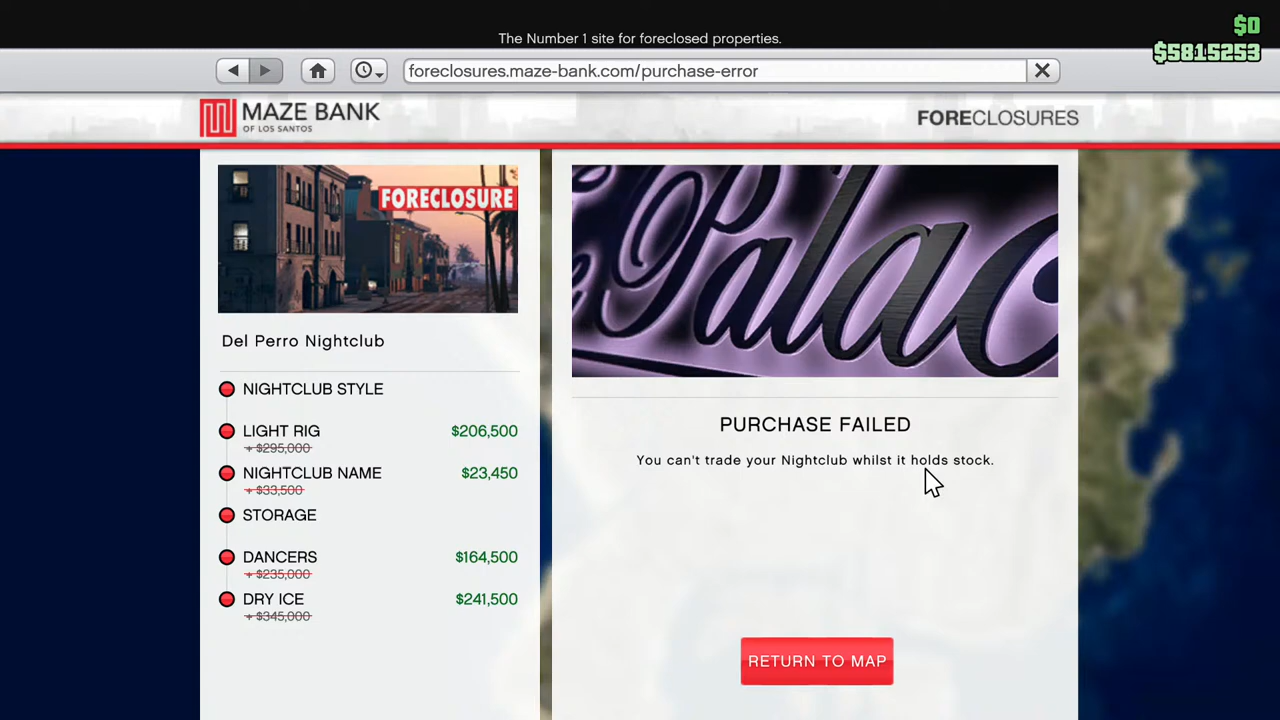 $0
The Number 1 site for foreclosed properties.
$5815253
foreclosures.maze-bank.com/purchase-error
MAZE BANK
OF LOS SANTOS
FORECLOSURES
FORECLOSURE
Palac
Del Perro Nightclub
NIGHTCLUB STYLE
LIGHT RIG $206,500
+ $295,000
NIGHTCLUB NAME $23,450
+ $33,500
STORAGE
DANCERS $164,500
+ $235,000
DRY ICE $241,500
+ $345,000
PURCHASE FAILED
You can't trade your Nightclub whilst it holds stock.
RETURN TO MAP